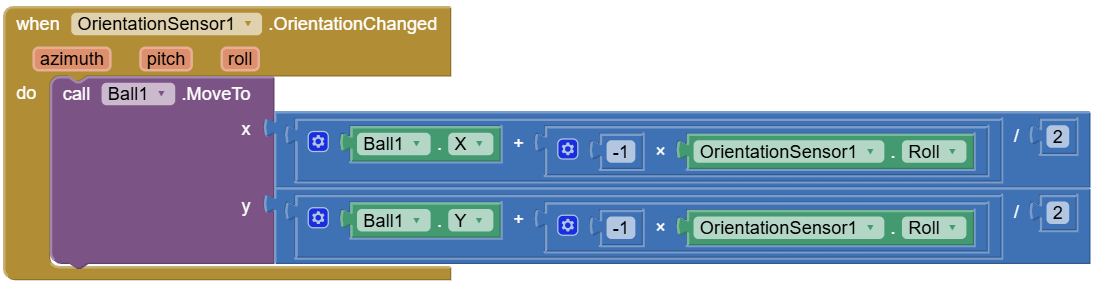 when OrientationSensor1 .OrientationChanged
azimuth pitch roll
do call Ball1 .MoveTo
x Ball1 . X + -1 × OrientationSensor1 . Roll / 2
y Ball1 . Y + -1 × OrientationSensor1 . Roll / 2